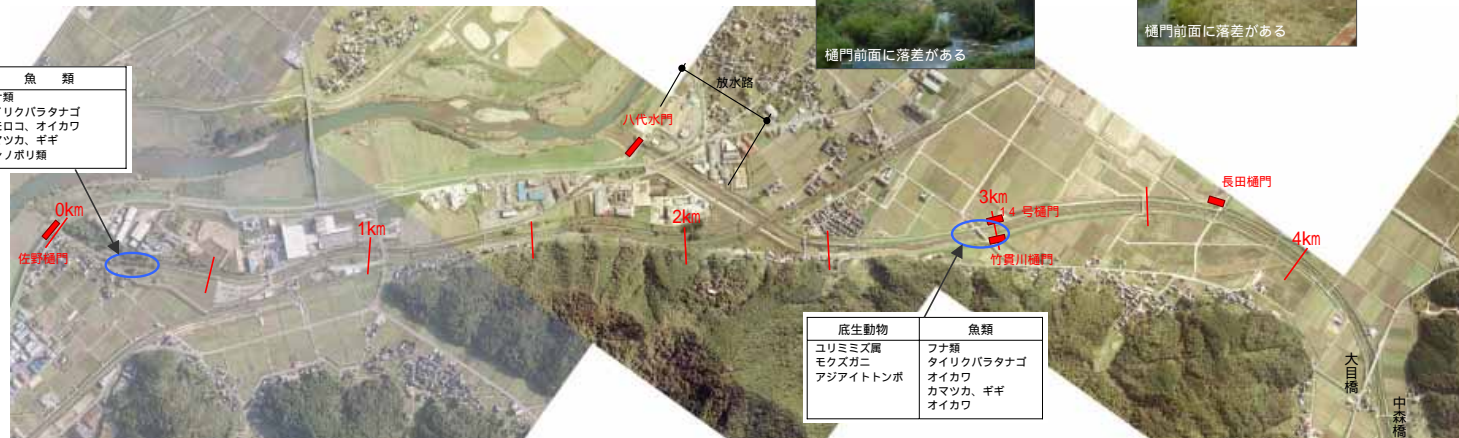 樋門前面に落差がある
樋門前面に落差がある
放水路
八代水門
魚 類
類
リクバラタナゴ
モロコ、オイカワ
マツカ、ギギ
ノボリ類
0km
佐野樋門
1km
2km
3km
14 号樋門
竹貫川樋門
長田樋門
4km
底生動物
魚類
ユリミミズ属
フナ類
モクズガニ
タイリクバラタナゴ
アジアイトトンボ
オイカワ
カマツカ、ギギ
オイカワ
大目橋
中森橋